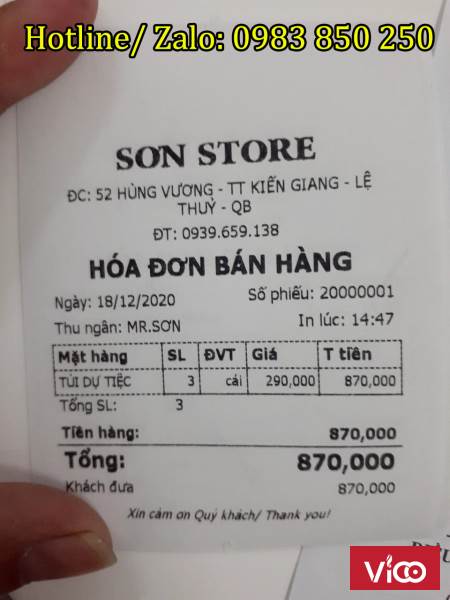 Hotline/ Zalo: 0983 850 250
SƠN STORE
ĐC: 52 HÙNG VƯƠNG - TT KIẾN GIANG - LỆ
THUỶ - QB
ĐT: 0939.659.138
HÓA ĐƠN BÁN HÀNG
Ngày: 18/12/2020 Số phiếu: 20000001
Thu ngân: MR.SƠN In lúc: 14:47
Mặt hàng SL ĐVT Giá T tiền
TÚI DỰ TIỆC 3 cái 290,000 870,000
Tổng SL: 3
Tiền hàng: 870,000
Tổng: 870,000
Khách đưa 870,000
Xin cảm ơn Quý khách/ Thank you!
Vioo